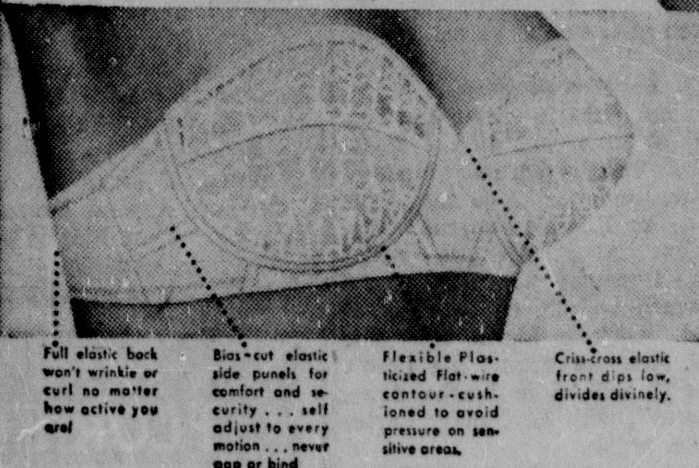 Full elastic back
won't wrinkle or
curl no matter
how active you
are!
Bias-cut elastic
side panels for
comfort and se-
curity . . . self
adjust to every
motion . . . never
gap or bind
Flexible Plas-
ticized Flat-wire
contour-cush-
ioned to avoid
pressure on sen-
sitive areas.
Criss-cross elastic
front dips low,
divides divinely.